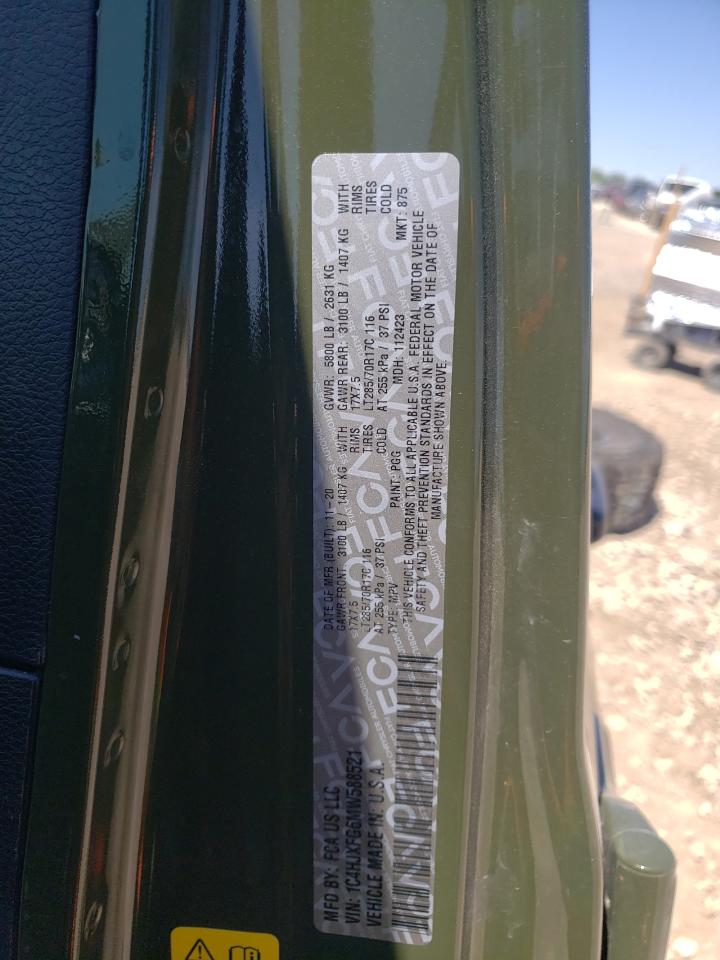 MFD BY: FCA US LLC
DATE OF MFR (BUILT): 11-20
GVWR: 5800 LB / 2631 KG
GAWR FRONT: 3100 LB / 1407 KG WITH
GAWR REAR: 3100 LB / 1407 KG WITH
17X7.5 RIMS
17X7.5 RIMS
LT285/70R17C 116 TIRES
LT285/70R17C 116 TIRES
AT 255 kPa / 37 PSI COLD
AT 255 kPa / 37 PSI COLD
TYPE: MPV PAINT: PGG MDH: 112423 MKT: 875
THIS VEHICLE CONFORMS TO ALL APPLICABLE U.S.A. FEDERAL MOTOR VEHICLE
SAFETY AND THEFT PREVENTION STANDARDS IN EFFECT ON THE DATE OF
MANUFACTURE SHOWN ABOVE.
VIN: 1C4HJXFG6MW588521
VEHICLE MADE IN: U.S.A.